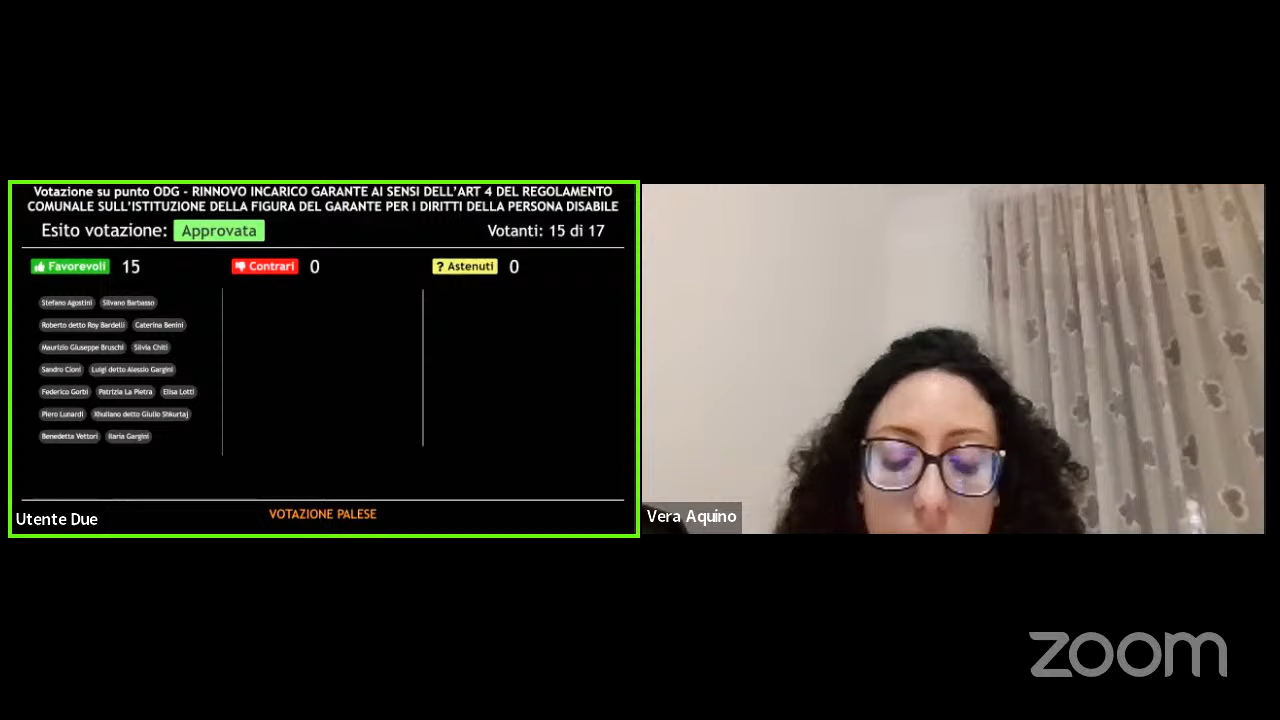 Votazione su punto ODG - RINNOVO INCARICO GARANTE AI SENSI DELL'ART 4 DEL REGOLAMENTO
COMUNALE SULL'ISTITUZIONE DELLA FIGURA DEL GARANTE PER I DIRITTI DELLA PERSONA DISABILE
Esito votazione: Approvata Votanti: 15 di 17
Favorevoli 15 Contrari 0 ? Astenuti 0
Stefano Agostini Silvano Barbasso
Roberto detto Roy Bardelli Caterina Benini
Maurizio Giuseppe Bruschi Silvia Chiti
Sandro Cioni Luigi detto Alessio Gargini
Federico Gorbi Patrizia La Pietra Elisa Lotti
Piero Lunardi Xhuliano detto Giulio Shkurtaj
Benedetta Vettori Ilaria Gargini
VOTAZIONE PALESE
Utente Due
Vera Aquino
zoom